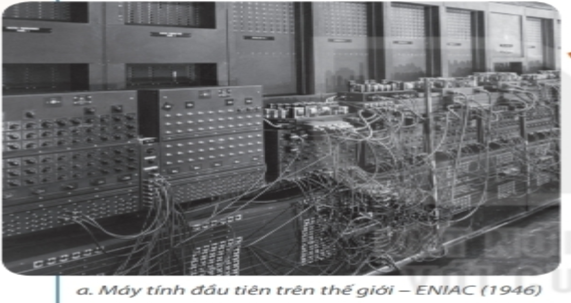 a. Máy tính đầu tiên trên thế giới – ENIAC (1946)